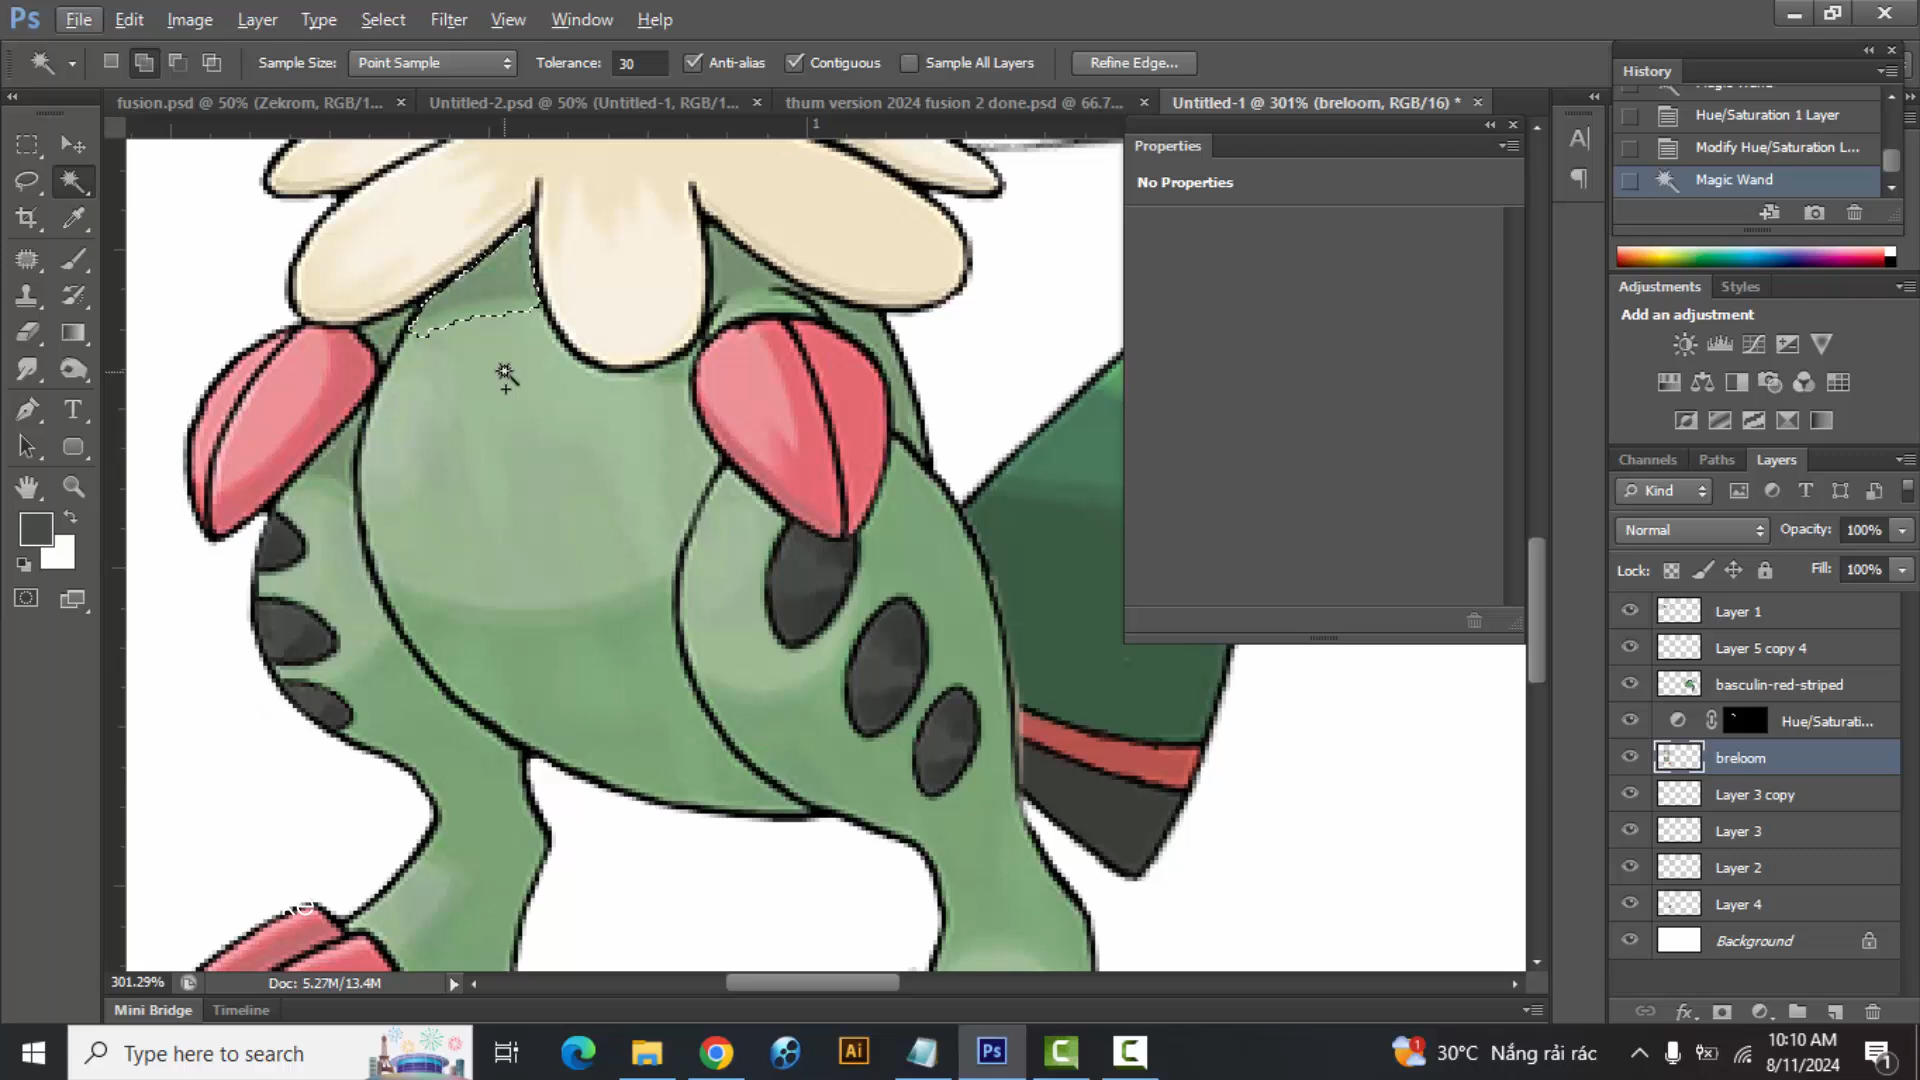 Ps File Edit Image Layer Type Select Filter View Window Help
Sample Size: Point Sample Tolerance: 30 Anti-alias Contiguous Sample All Layers Refine Edge...
fusion.psd @ 50% (Zekrom, RGB/1... × Untitled-2.psd @ 50% (Untitled-1, RGB/1... × thum version 2024 fusion 2 done.psd @ 66.7... × Untitled-1 @ 301% (breloom, RGB/16) * ×
1
Properties
No Properties
History
Hue/Saturation 1 Layer
Modify Hue/Saturation L...
Magic Wand
Adjustments Styles
Add an adjustment
Channels Paths Layers
Kind
Normal Opacity: 100%
Lock: Fill: 100%
Layer 1
Layer 5 copy 4
basculin-red-striped
Hue/Saturati...
breloom
Layer 3 copy
Layer 3
Layer 2
Layer 4
Background
301.29% Doc: 5.27M/13.4M
Mini Bridge Timeline
Type here to search
Ai Ps
30°C Nắng rải rác
10:10 AM
8/11/2024